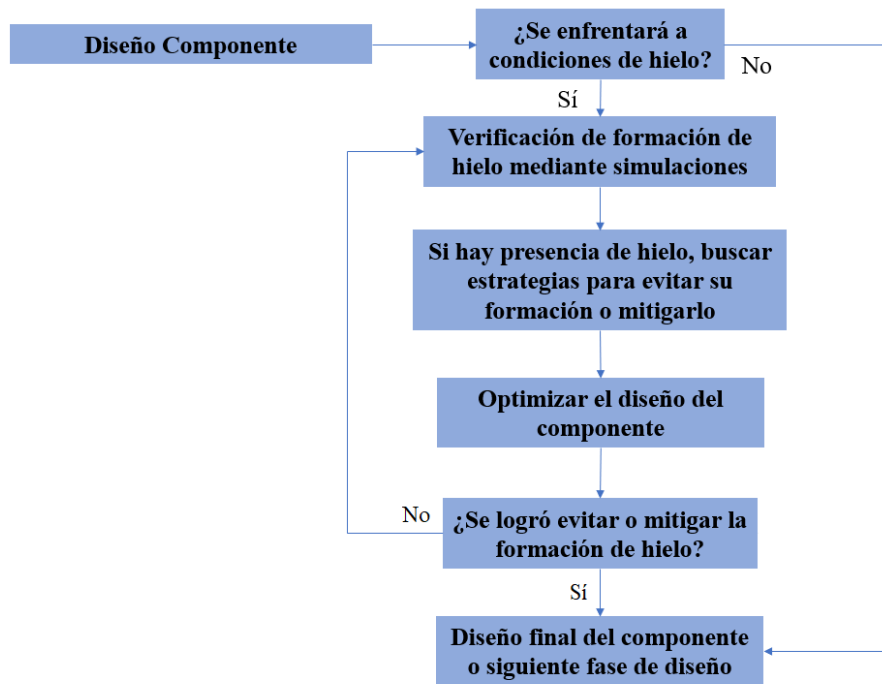 Diseño Componente
¿Se enfrentará a
condiciones de hielo?
No
Sí
Verificación de formación de
hielo mediante simulaciones
Si hay presencia de hielo, buscar
estrategias para evitar su
formación o mitigarlo
Optimizar el diseño del
componente
No
¿Se logró evitar o mitigar la
formación de hielo?
Sí
Diseño final del componente
o siguiente fase de diseño